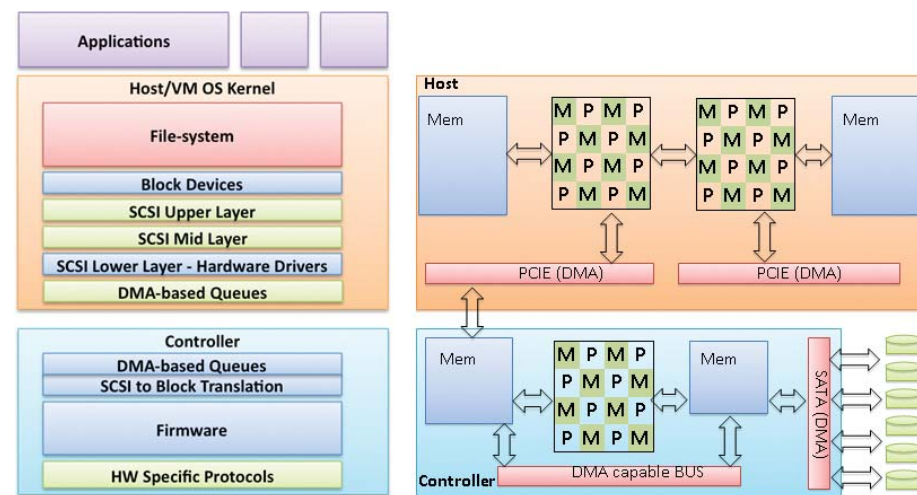 Applications
Host/VM OS Kernel
File-system
Block Devices
SCSI Upper Layer
SCSI Mid Layer
SCSI Lower Layer - Hardware Drivers
DMA-based Queues
Controller
DMA-based Queues
SCSI to Block Translation
Firmware
HW Specific Protocols
Host
Mem
M P M P
P M P M
M P M P
P M P M
M P M P
P M P M
M P M P
P M P M
Mem
PCIE (DMA)
PCIE (DMA)
Mem
M P M P
P M P M
M P M P
P M P M
Mem
SATA (DMA)
DMA capable BUS
Controller